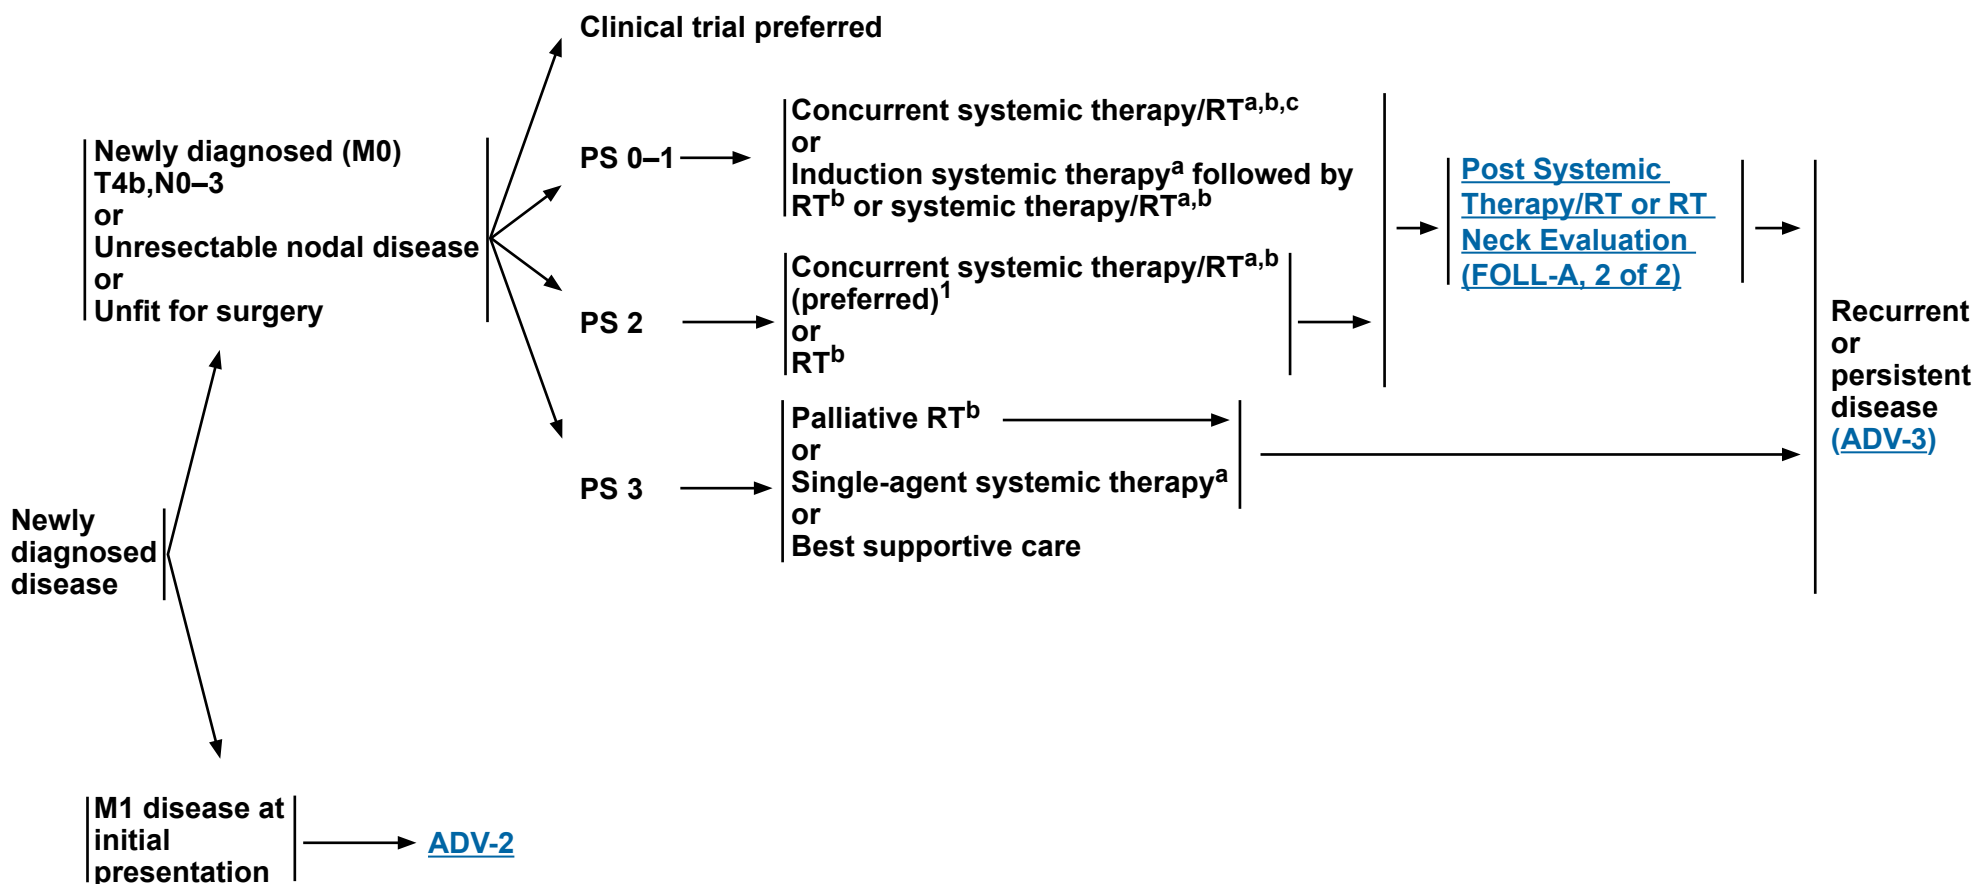 Clinical trial preferred
Newly diagnosed (M0)
T4b,N0–3
or
Unresectable nodal disease
or
Unfit for surgery
PS 0–1
Concurrent systemic therapy/RTa,b,c
or
Induction systemic therapya followed by
RTb or systemic therapy/RTa,b
PS 2
Concurrent systemic therapy/RTa,b
(preferred)1
or
RTb
PS 3
Palliative RTb
or
Single-agent systemic therapya
or
Best supportive care
Post Systemic
Therapy/RT or RT
Neck Evaluation
(FOLL-A, 2 of 2)
Recurrent
or
persistent
disease
(ADV-3)
Newly
diagnosed
disease
M1 disease at
initial
presentation
ADV-2